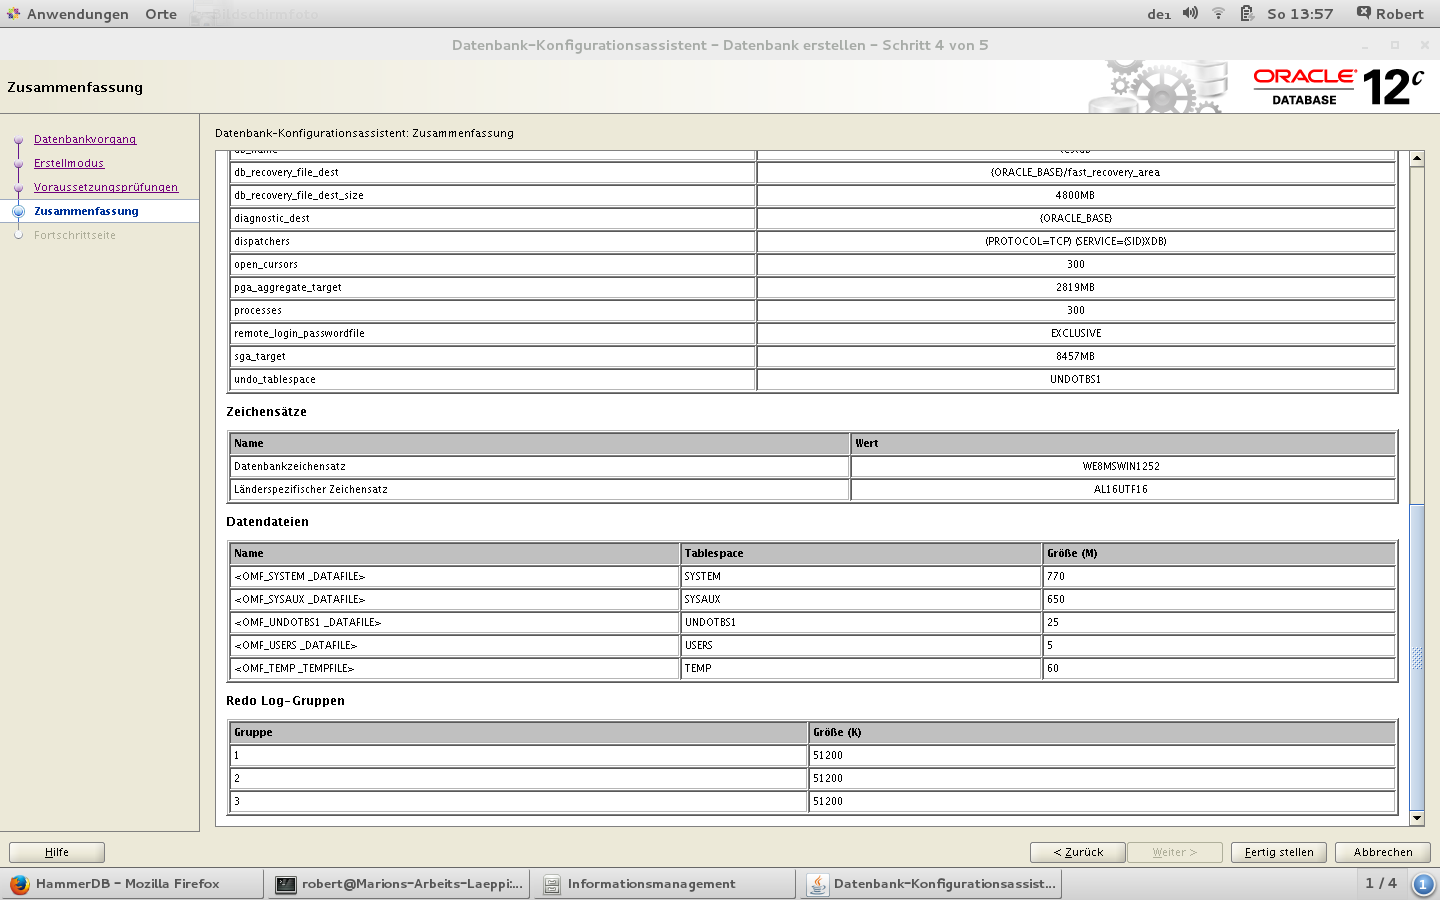 Anwendungen Orte Bildschirmfoto de1 So 13:57 Robert
Datenbank-Konfigurationsassistent - Datenbank erstellen - Schritt 4 von 5
Zusammenfassung
ORACLE DATABASE 12c
Datenbankvorgang
Erstellmodus
Voraussetzungsprüfungen
Zusammenfassung
Fortschrittseite
Datenbank-Konfigurationsassistent: Zusammenfassung
db_name
db_recovery_file_dest {ORACLE_BASE}/fast_recovery_area
db_recovery_file_dest_size 4800MB
diagnostic_dest {ORACLE_BASE}
dispatchers (PROTOCOL=TCP) (SERVICE={SID}XDB)
open_cursors 300
pga_aggregate_target 2819MB
processes 300
remote_login_passwordfile EXCLUSIVE
sga_target 8457MB
undo_tablespace UNDOTBS1
Zeichensätze
Name Wert
Datenbankzeichensatz WE8MSWIN1252
Länderspezifischer Zeichensatz AL16UTF16
Datendateien
Name Tablespace Größe (M)
<OMF_SYSTEM _DATAFILE> SYSTEM 770
<OMF_SYSAUX _DATAFILE> SYSAUX 650
<OMF_UNDOTBS1 _DATAFILE> UNDOTBS1 25
<OMF_USERS _DATAFILE> USERS 5
<OMF_TEMP _TEMPFILE> TEMP 60
Redo Log-Gruppen
Gruppe Größe (K)
1 51200
2 51200
3 51200
Hilfe < Zurück Weiter > Fertig stellen Abbrechen
HammerDB - Mozilla Firefox robert@Marions-Arbeits-Laeppi:... Informationsmanagement Datenbank-Konfigurationsassist... 1 / 4 1